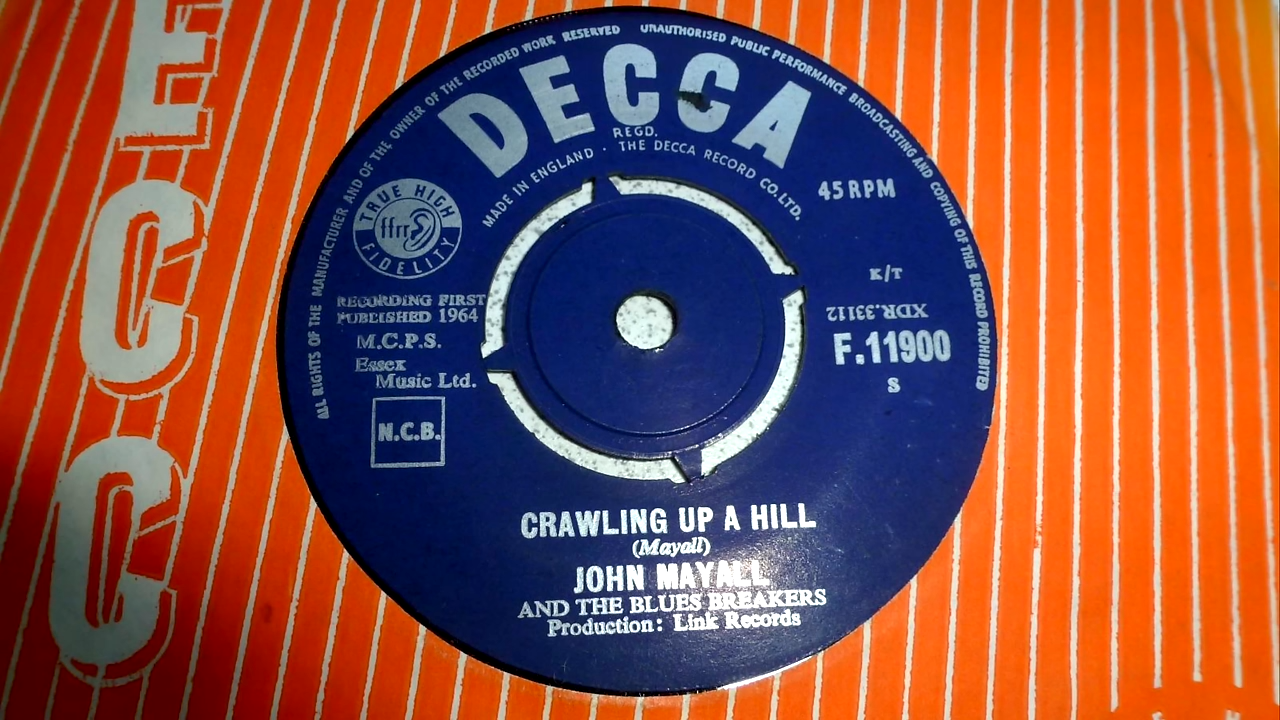 ALL RIGHTS OF THE MANUFACTURER AND OF THE OWNER OF THE RECORDED WORK RESERVED UNAUTHORISED PUBLIC PERFORMANCE BROADCASTING AND COPYING OF THIS RECORD PROHIBITED
DECCA
REGD.
MADE IN ENGLAND · THE DECCA RECORD CO. LTD.
TRUE HIGH
ffrr
FIDELITY
45 RPM
K/T
XDR.33112
F.11900
S
RECORDING FIRST
PUBLISHED 1964
M.C.P.S.
Essex
Music Ltd.
N.C.B.
CRAWLING UP A HILL
(Mayall)
JOHN MAYALL
AND THE BLUES BREAKERS
Production: Link Records